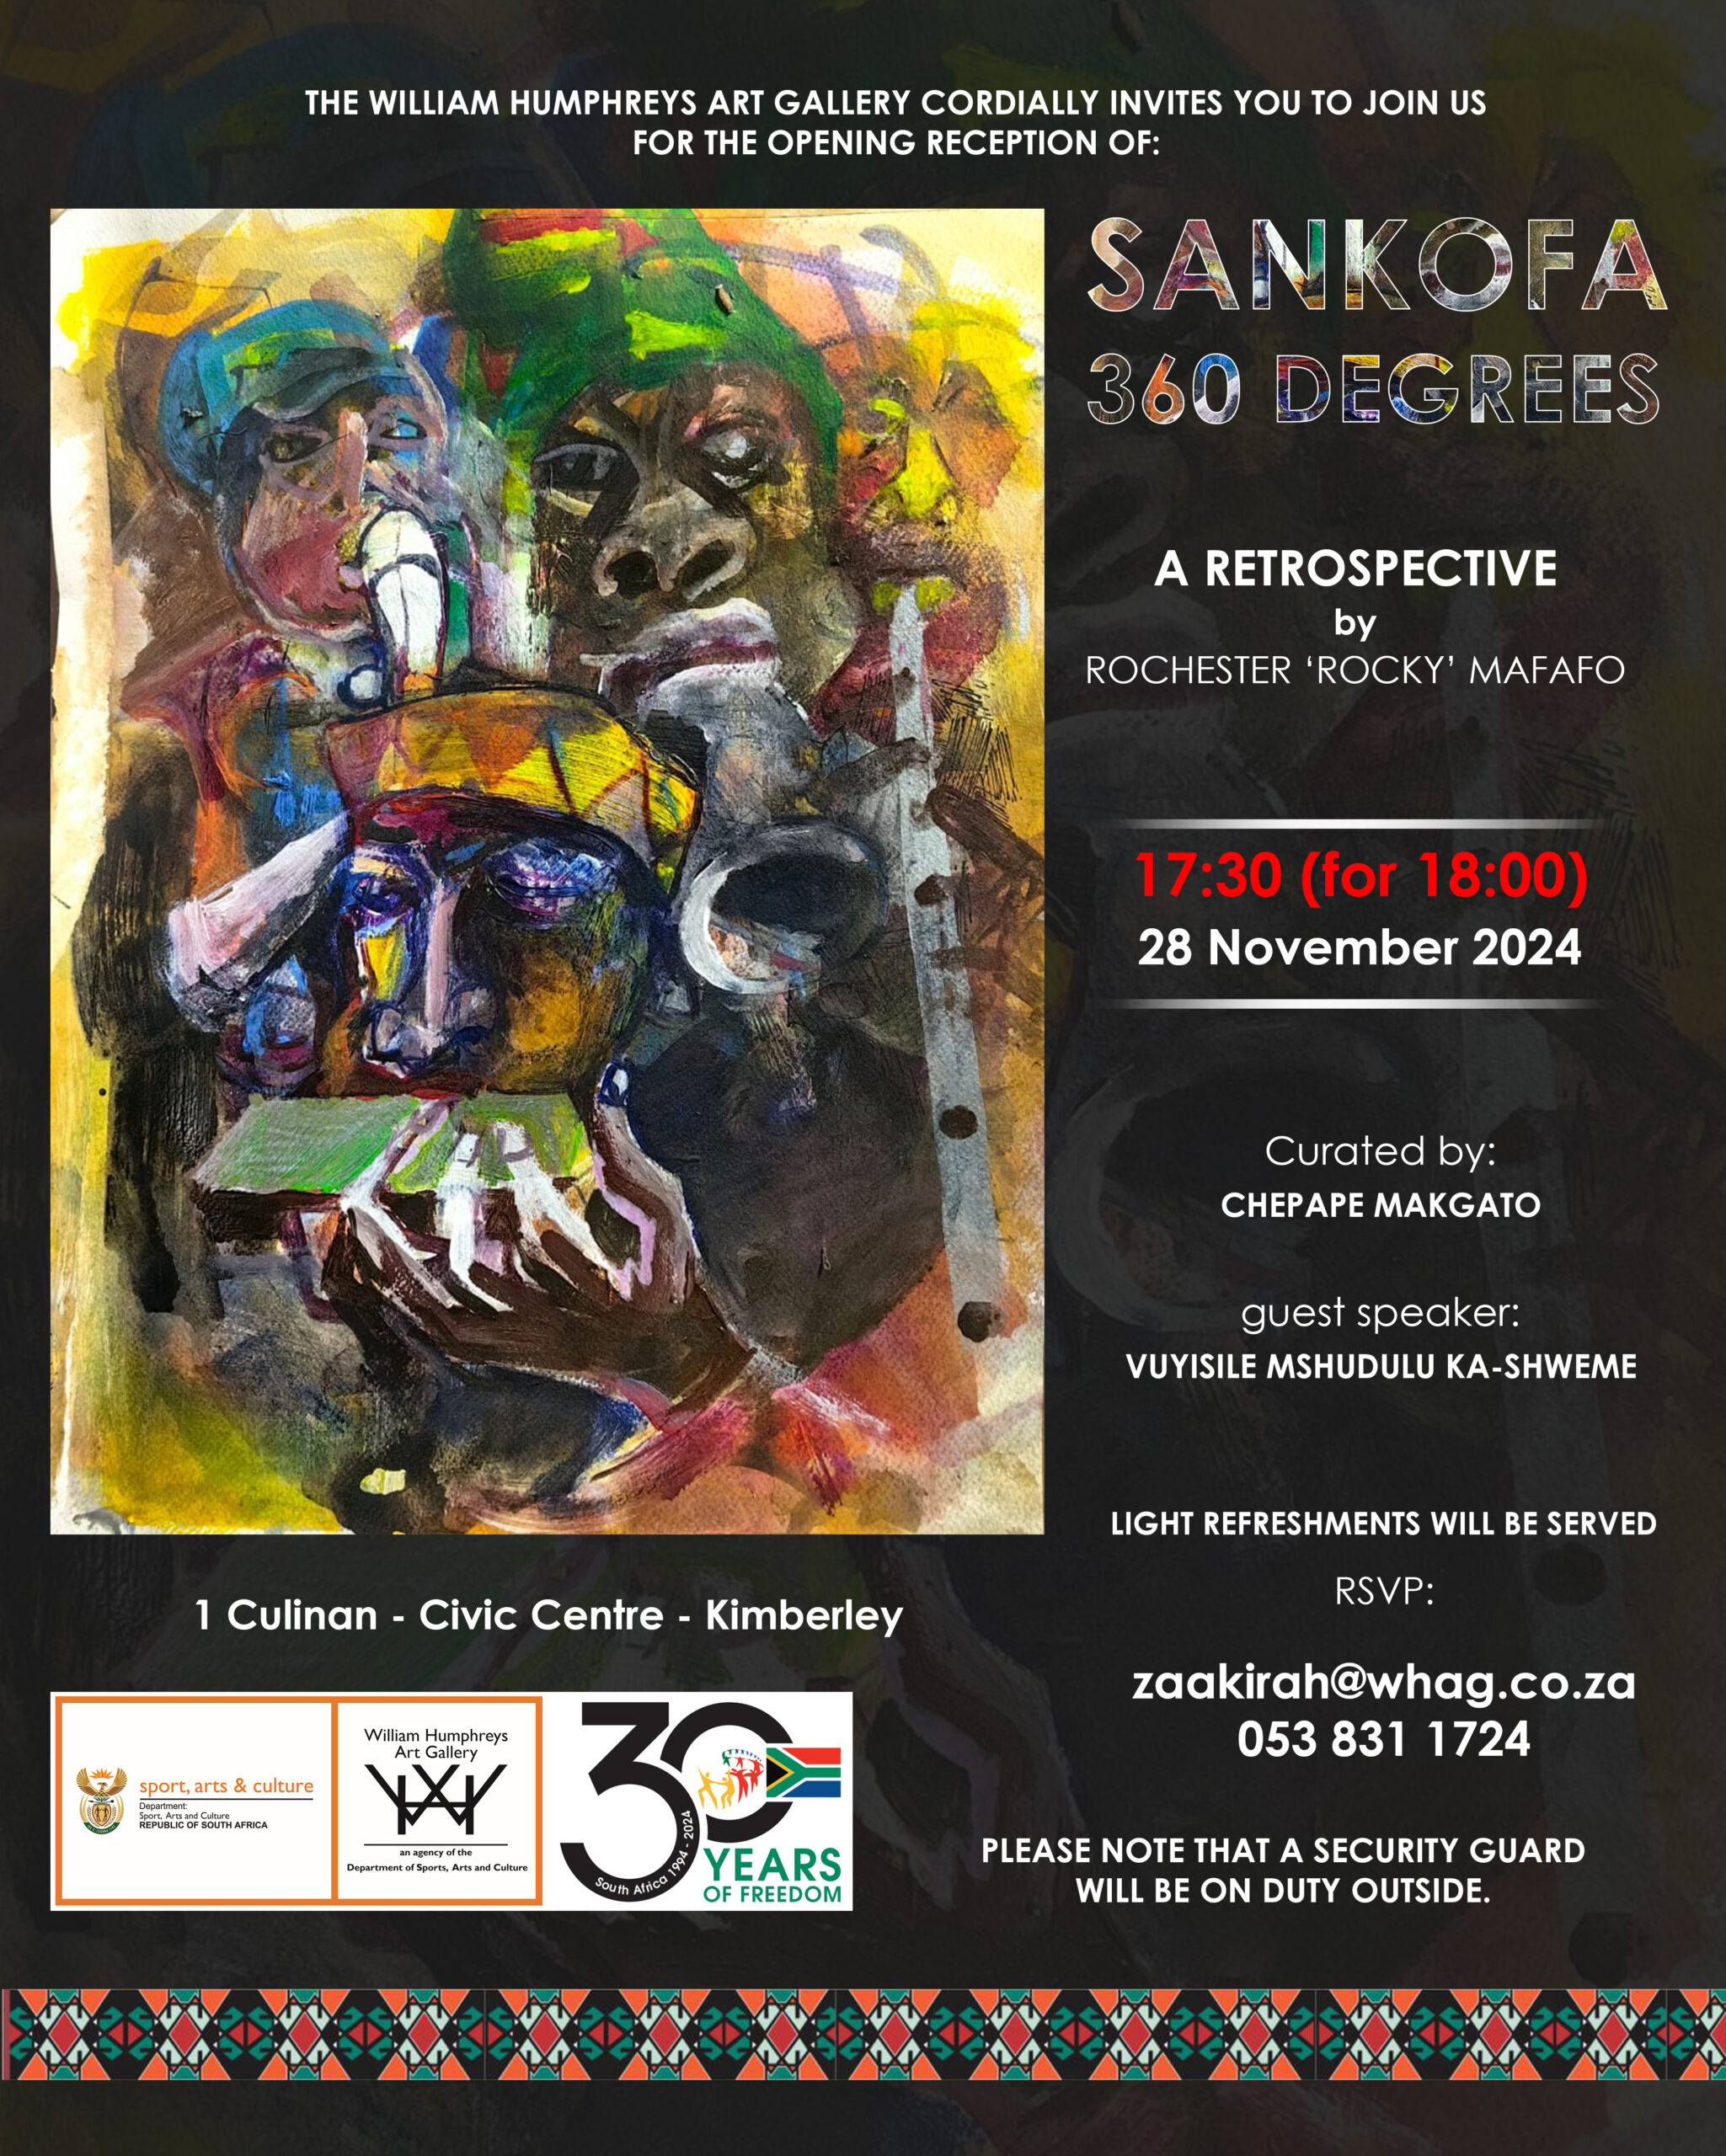 THE WILLIAM HUMPHREYS ART GALLERY CORDIALLY INVITES YOU TO JOIN US
FOR THE OPENING RECEPTION OF:
SANKOFA
360 DEGREES
A RETROSPECTIVE
by
ROCHESTER ‘ROCKY’ MAFAFO
17:30 (for 18:00)
28 November 2024
Curated by:
CHEPAPE MAKGATO
guest speaker:
VUYISILE MSHUDULU KA-SHWEME
LIGHT REFRESHMENTS WILL BE SERVED
RSVP:
zaakirah@whag.co.za
053 831 1724
PLEASE NOTE THAT A SECURITY GUARD
WILL BE ON DUTY OUTSIDE.
1 Culinan - Civic Centre - Kimberley
sport, arts & culture
Department:
Sport, Arts and Culture
REPUBLIC OF SOUTH AFRICA
William Humphreys
Art Gallery
an agency of the
Department of Sports, Arts and Culture
30
South Africa 1994 - 2024
YEARS
OF FREEDOM